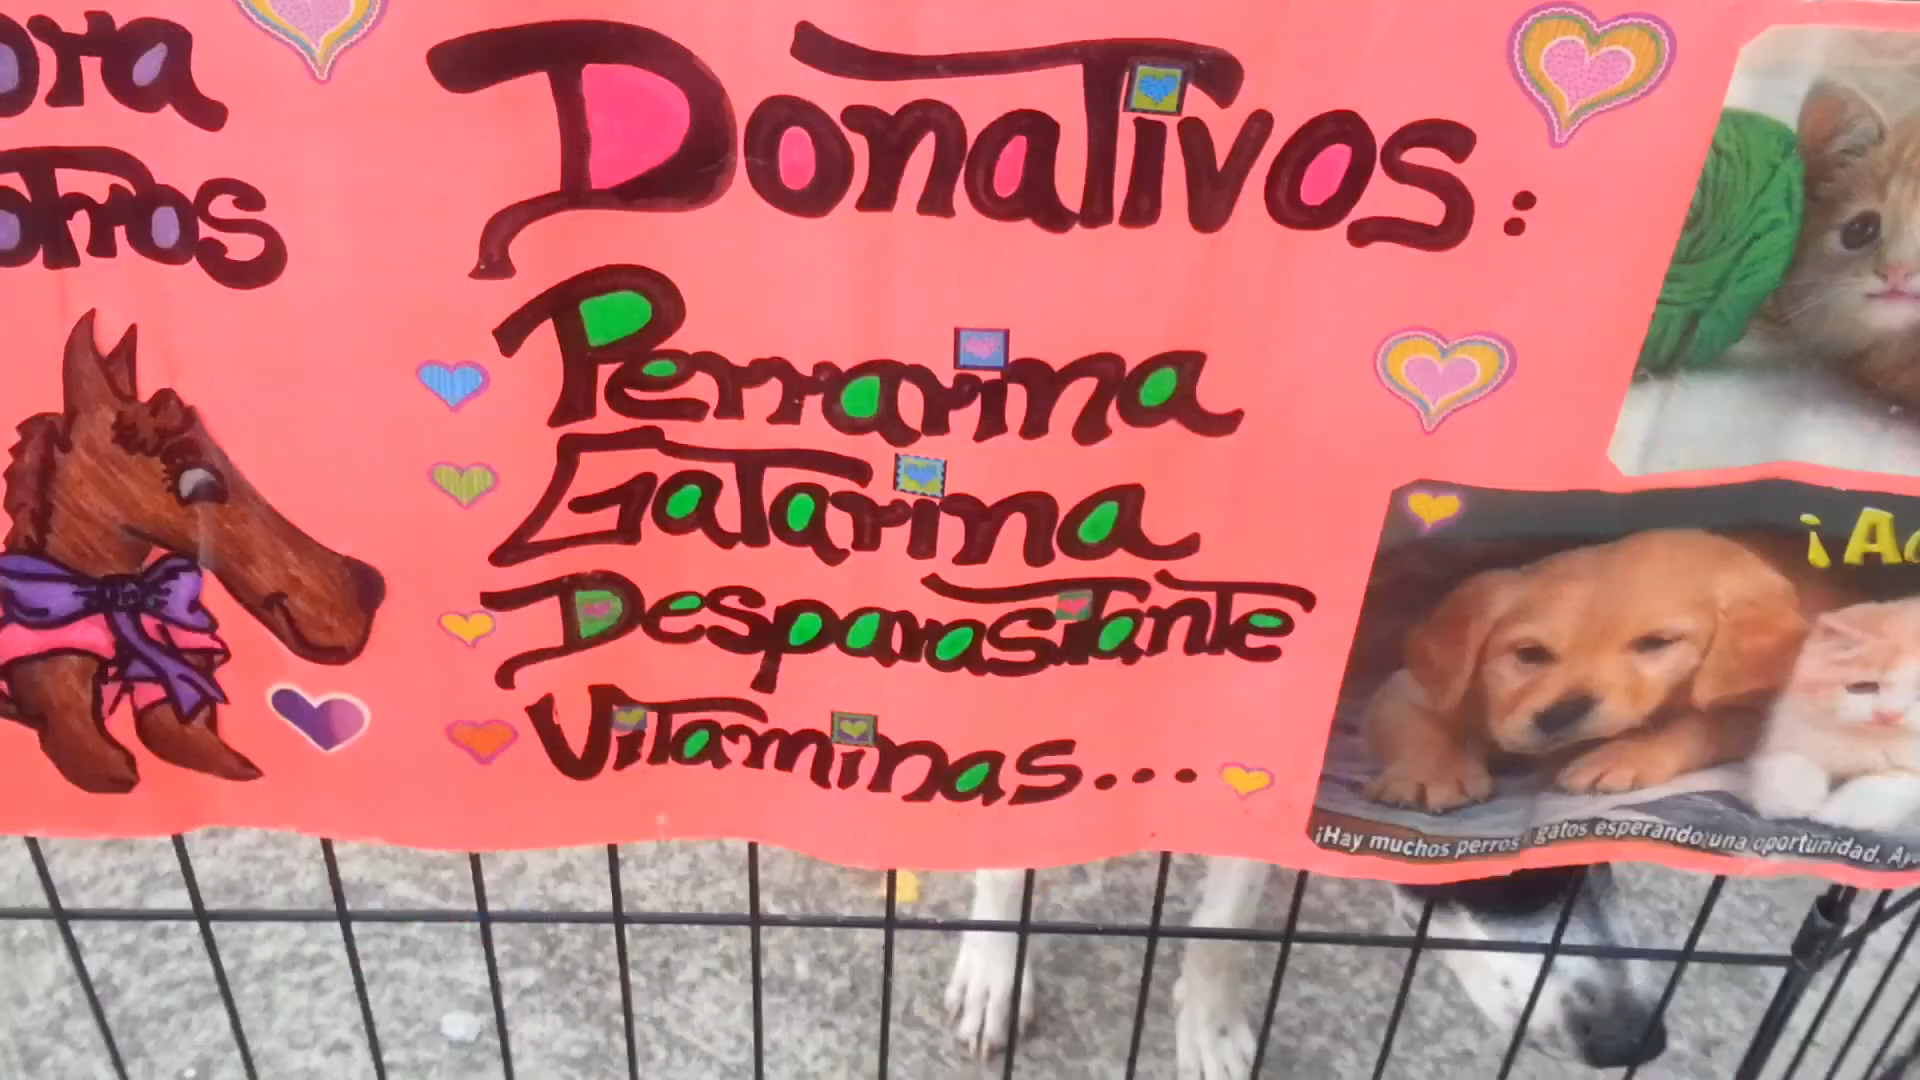 Donativos:
Perrarina
Gatarina
Desparasitante
Vitaminas...
¡Hay muchos perros gatos esperando una oportunidad.